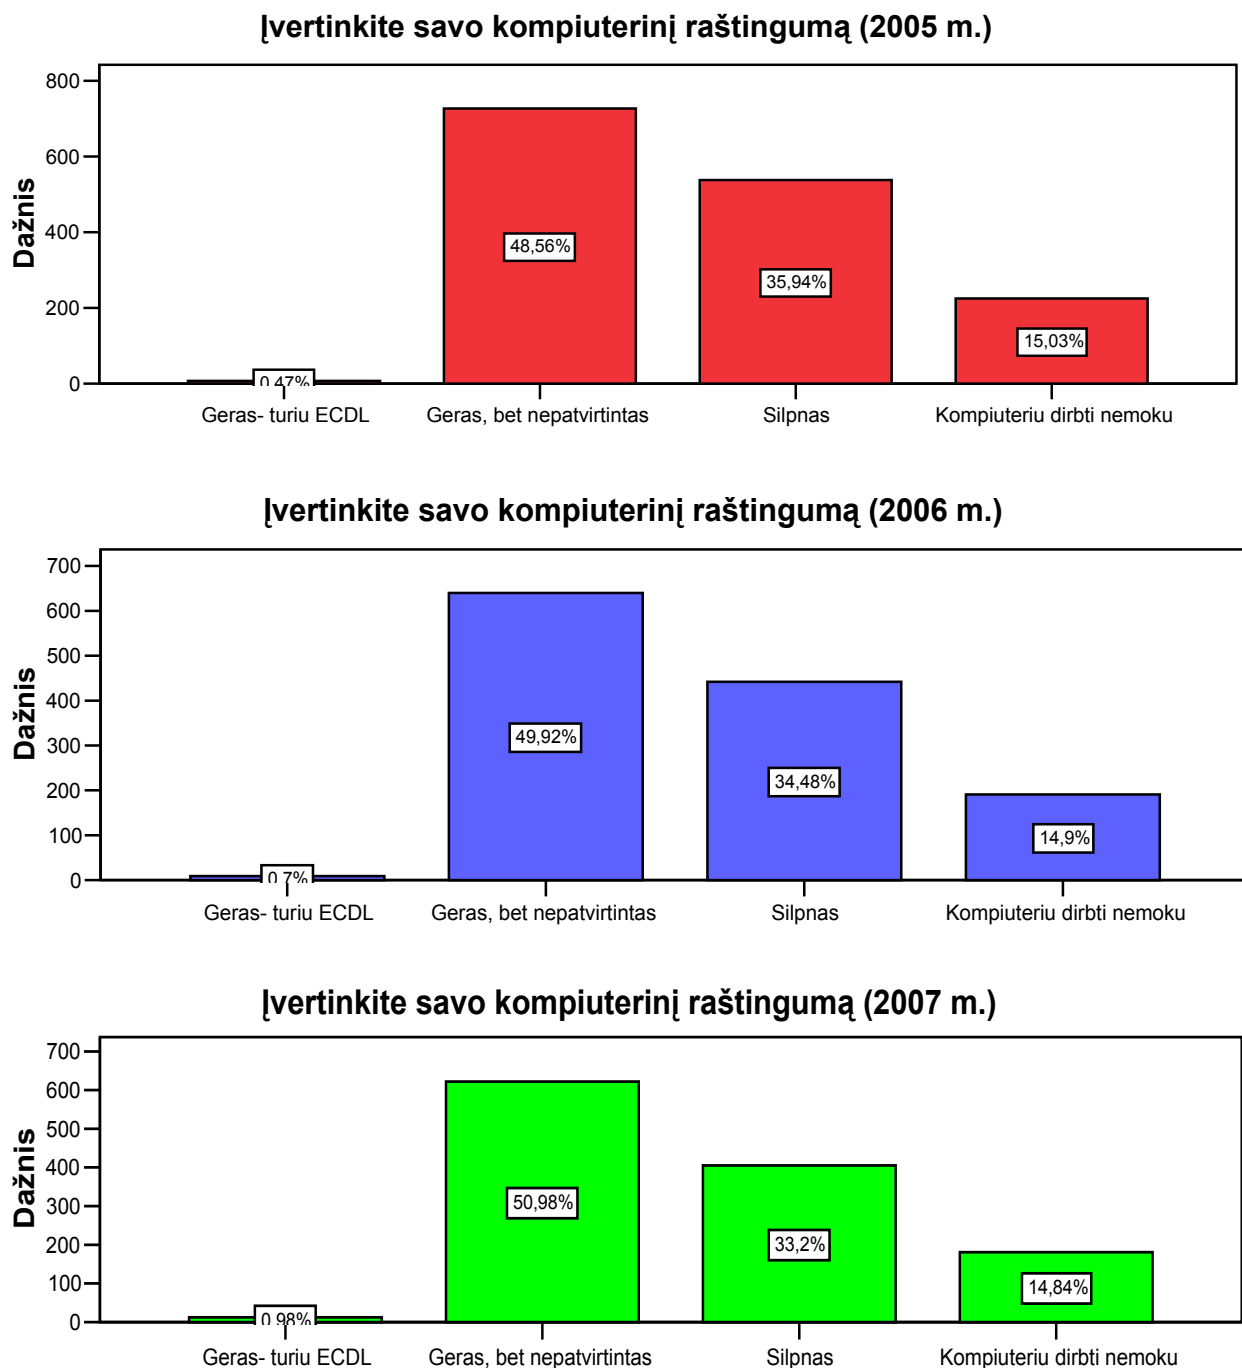 Įvertinkite savo kompiuterinį raštingumą (2005 m.)
800
600
400
200
0
Dažnis
48,56%
35,94%
15,03%
0,47%
Geras- turiu ECDL
Geras, bet nepatvirtintas
Silpnas
Kompiuteriu dirbti nemoku
Įvertinkite savo kompiuterinį raštingumą (2006 m.)
700
600
500
400
300
200
100
0
Dažnis
49,92%
34,48%
14,9%
0,7%
Geras- turiu ECDL
Geras, bet nepatvirtintas
Silpnas
Kompiuteriu dirbti nemoku
Įvertinkite savo kompiuterinį raštingumą (2007 m.)
700
600
500
400
300
200
100
0
Dažnis
50,98%
33,2%
14,84%
0,98%
Geras- turiu ECDL
Geras, bet nepatvirtintas
Silpnas
Kompiuteriu dirbti nemoku